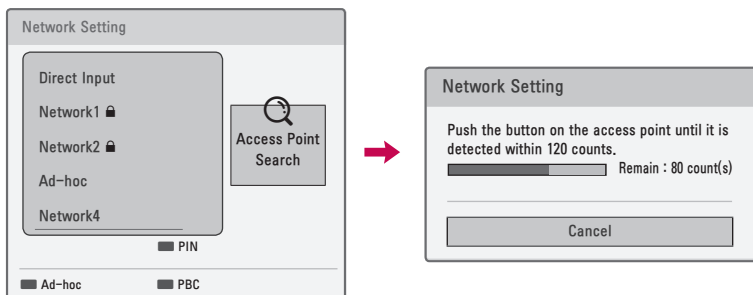 Network Setting
Direct Input
Network1
Network2
Ad-hoc
Network4
Access Point
Search
PIN
Ad-hoc
PBC
Network Setting
Push the button on the access point until it is
detected within 120 counts.
Remain : 80 count(s)
Cancel